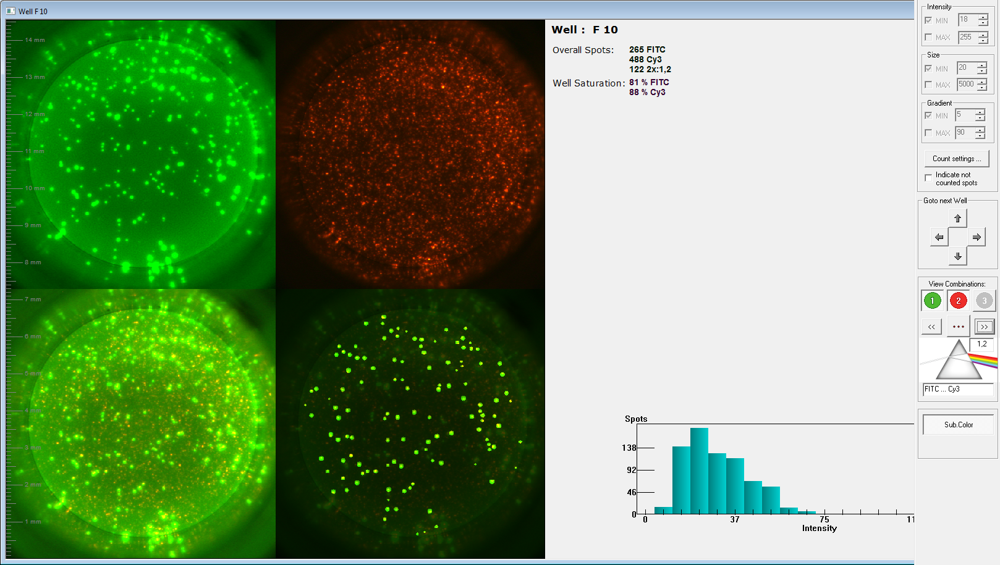 Well F 10
14 mm
13 mm
12 mm
11 mm
10 mm
9 mm
8 mm
7 mm
6 mm
5 mm
4 mm
3 mm
2 mm
1 mm
Well : F 10
Overall Spots: 265 FITC
488 Cy3
122 2x:1,2
Well Saturation: 81 % FITC
88 % Cy3
Spots
138
92
46
0
0 37 75 11
Intensity
Intensity
MIN 18
MAX 255
Size
MIN 20
MAX 5000
Gradient
MIN 5
MAX 90
Count settings ...
Indicate not
counted spots
Goto next Well
View Combinations:
1 2 3
<< ... >>
1,2
FITC ... Cy3
Sub.Color